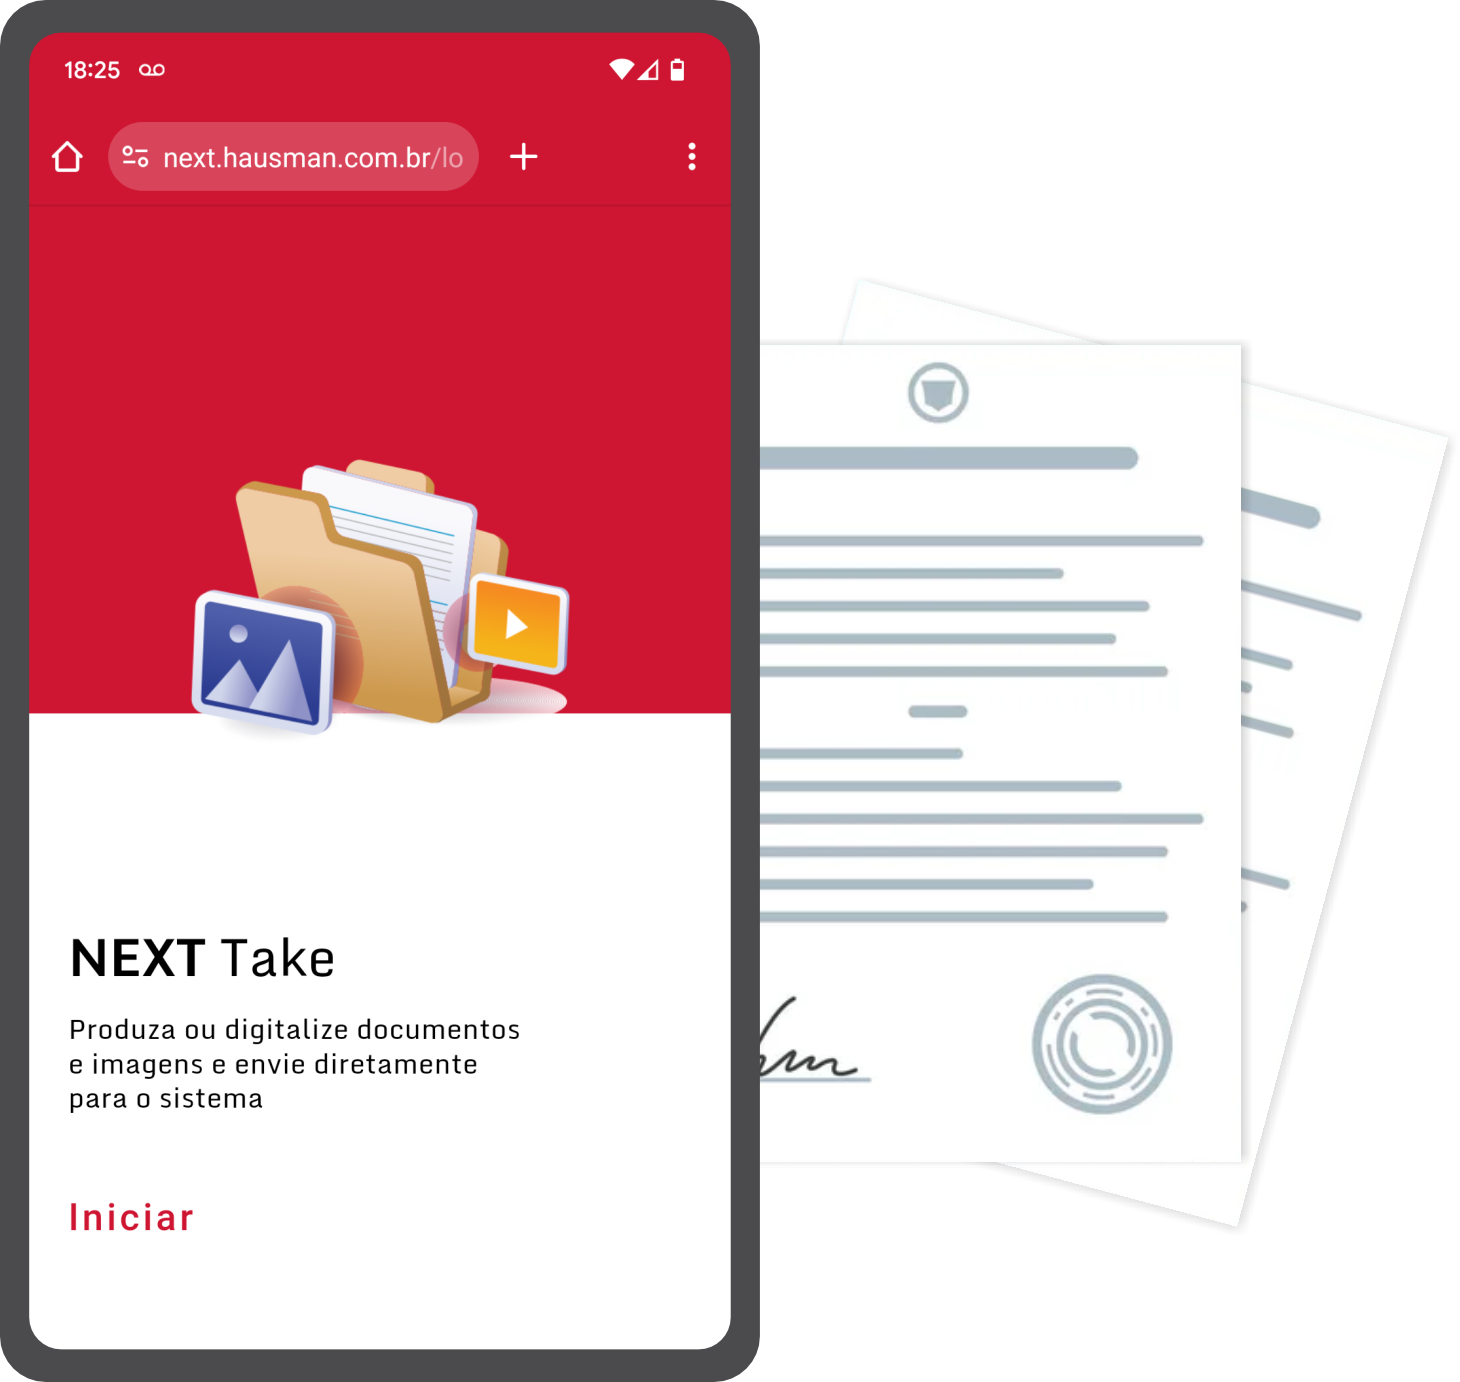 18:25
next.hausman.com.br/lo
NEXT Take
Produza ou digitalize documentos
e imagens e envie diretamente
para o sistema
Iniciar